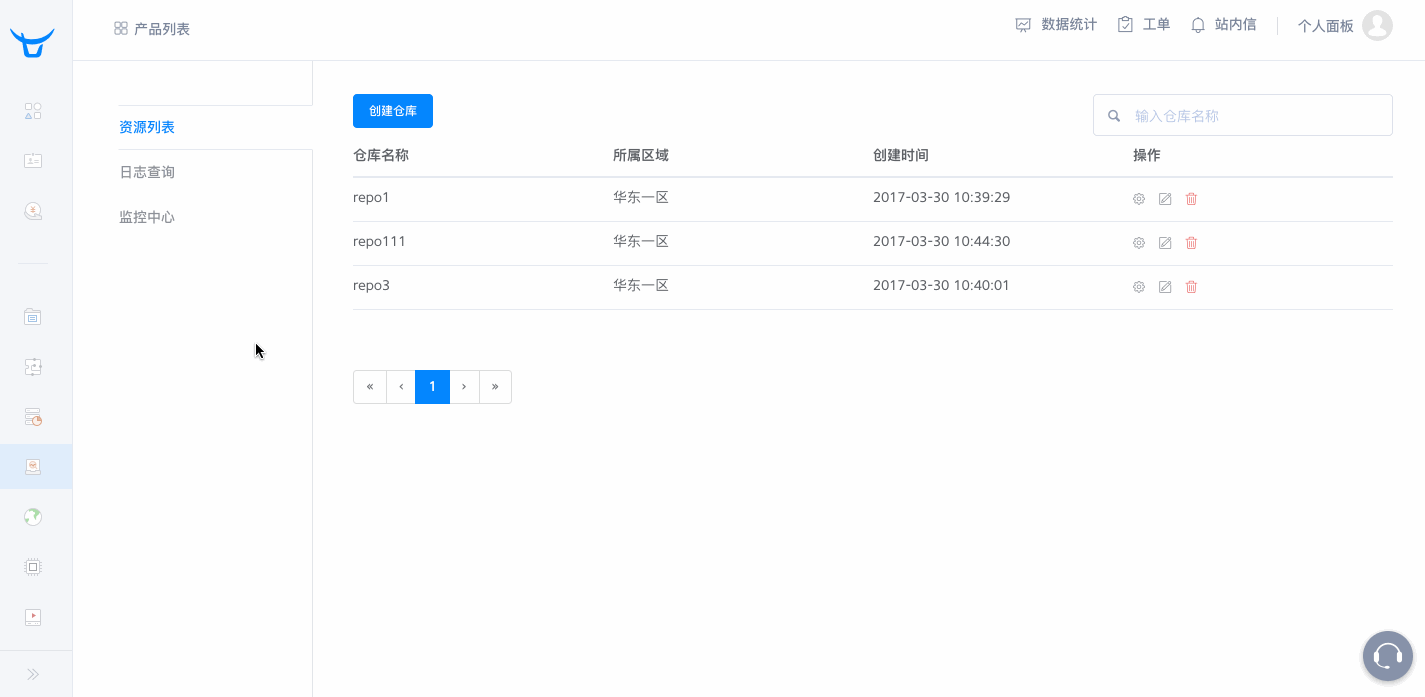 产品列表
数据统计 工单 站内信 个人面板
资源列表
日志查询
监控中心
创建仓库
输入仓库名称
仓库名称 所属区域 创建时间 操作
repo1 华东一区 2017-03-30 10:39:29
repo111 华东一区 2017-03-30 10:44:30
repo3 华东一区 2017-03-30 10:40:01
« ‹ 1 › »